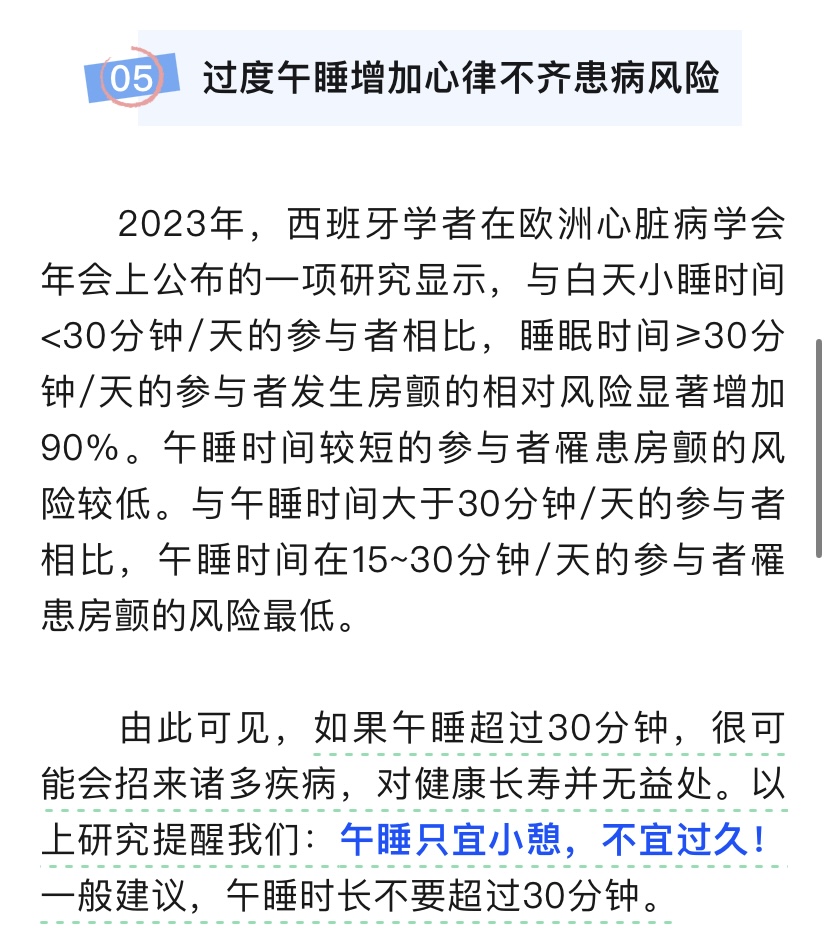 05 过度午睡增加心律不齐患病风险
2023年，西班牙学者在欧洲心脏病学会
年会上公布的一项研究显示，与白天小睡时间
<30分钟/天的参与者相比，睡眠时间≥30分
钟/天的参与者发生房颤的相对风险显著增加
90%。午睡时间较短的参与者罹患房颤的风
险较低。与午睡时间大于30分钟/天的参与者
相比，午睡时间在15~30分钟/天的参与者罹
患房颤的风险最低。
由此可见，如果午睡超过30分钟，很可
能会招来诸多疾病，对健康长寿并无益处。以
上研究提醒我们：午睡只宜小憩，不宜过久！
一般建议，午睡时长不要超过30分钟。